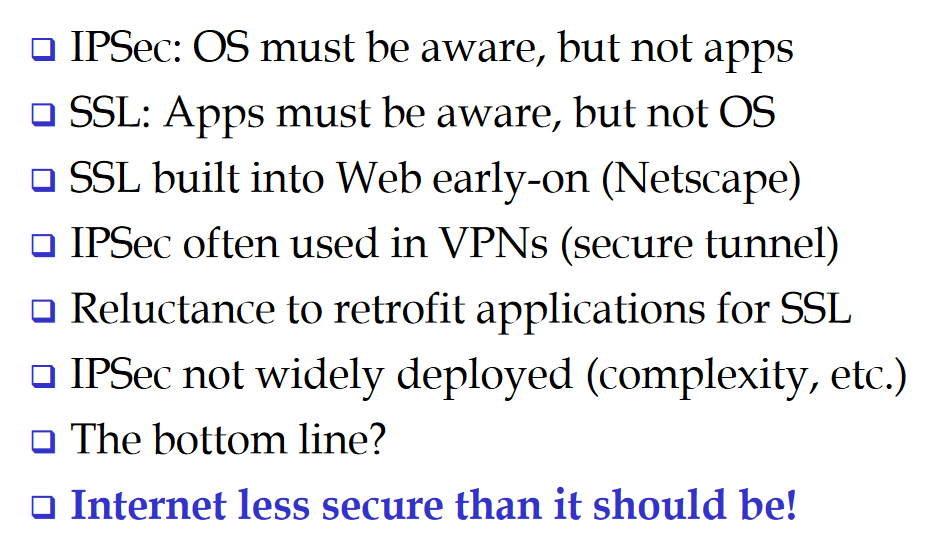 IPSec: OS must be aware, but not apps
SSL: Apps must be aware, but not OS
SSL built into Web early-on (Netscape)
IPSec often used in VPNs (secure tunnel)
Reluctance to retrofit applications for SSL
IPSec not widely deployed (complexity, etc.)
The bottom line?
Internet less secure than it should be!